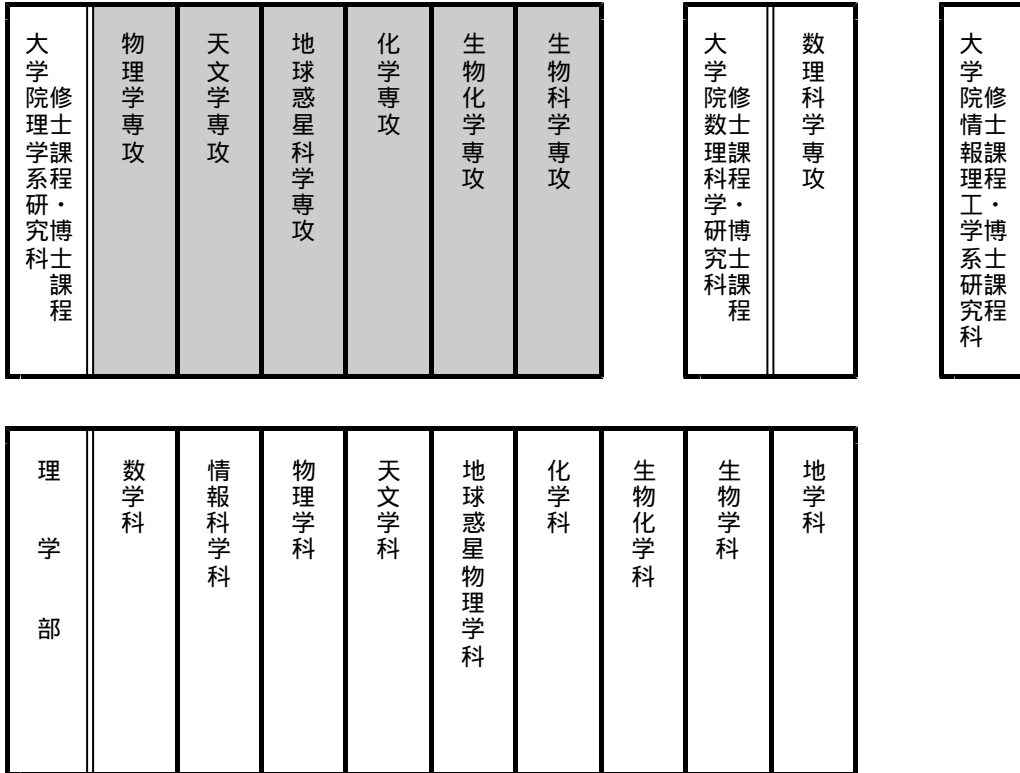 大学院理学系研究科
修士課程・博士課程
物理学専攻
天文学専攻
地球惑星科学専攻
化学専攻
生物化学専攻
生物科学専攻
大学院数理科学研究科
修士課程・博士課程
数理科学専攻
大学院情報理工学系研究科
修士課程・博士課程
理学部
数学科
情報科学科
物理学科
天文学科
地球惑星物理学科
化学科
生物化学科
生物学科
地学科